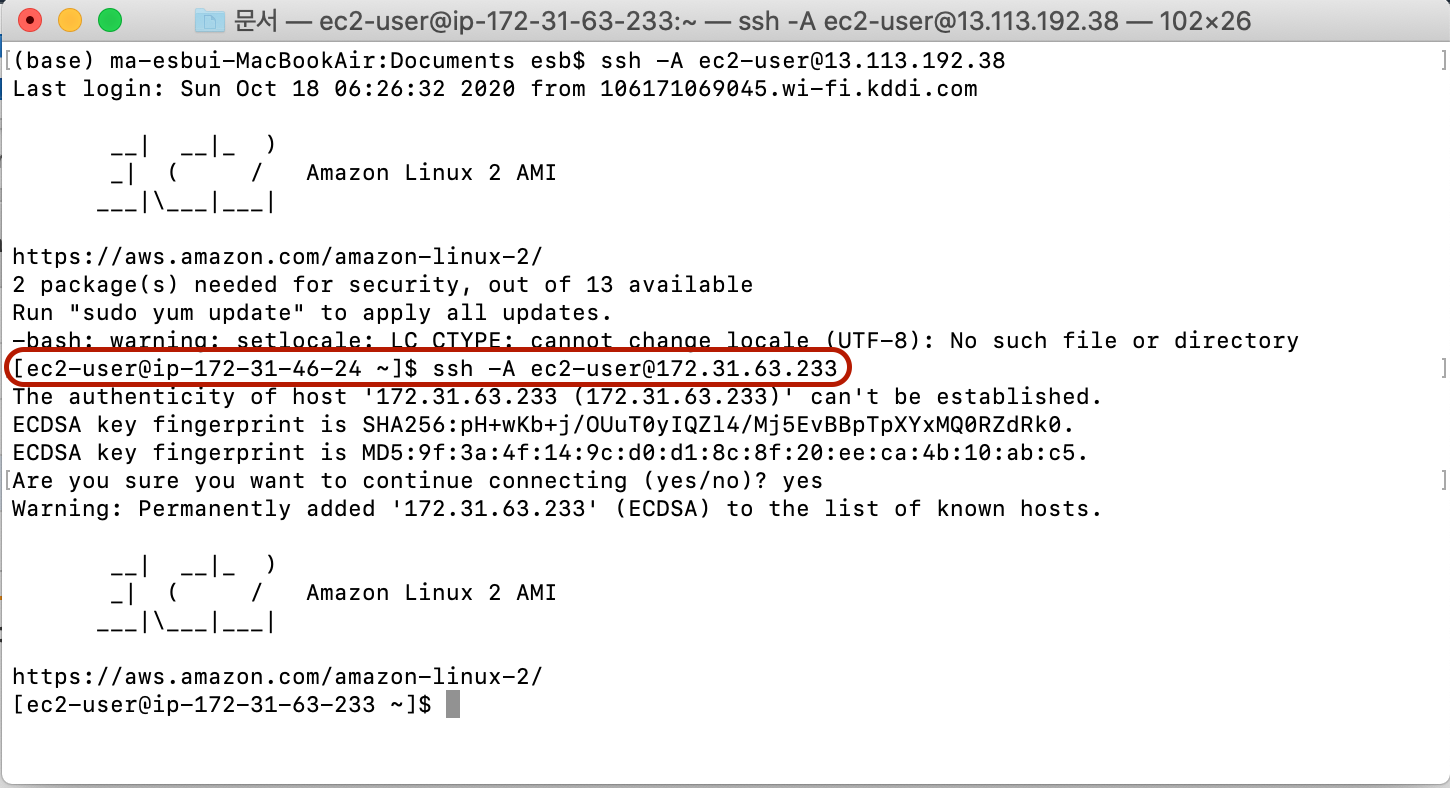 문서 — ec2-user@ip-172-31-63-233:~ — ssh -A ec2-user@13.113.192.38 — 102×26
[(base) ma-esbui-MacBookAir:Documents esb$ ssh -A ec2-user@13.113.192.38 ]
Last login: Sun Oct 18 06:26:32 2020 from 106171069045.wi-fi.kddi.com
       __|  __|_  )
       _|  (     /   Amazon Linux 2 AMI
      ___|\___|___|
https://aws.amazon.com/amazon-linux-2/
2 package(s) needed for security, out of 13 available
Run "sudo yum update" to apply all updates.
-bash: warning: setlocale: LC_CTYPE: cannot change locale (UTF-8): No such file or directory
[ec2-user@ip-172-31-46-24 ~]$ ssh -A ec2-user@172.31.63.233 ]
The authenticity of host '172.31.63.233 (172.31.63.233)' can't be established.
ECDSA key fingerprint is SHA256:pH+wKb+j/OUuT0yIQZl4/Mj5EvBBpTpXYxMQ0RZdRk0.
ECDSA key fingerprint is MD5:9f:3a:4f:14:9c:d0:d1:8c:8f:20:ee:ca:4b:10:ab:c5.
[Are you sure you want to continue connecting (yes/no)? yes ]
Warning: Permanently added '172.31.63.233' (ECDSA) to the list of known hosts.
       __|  __|_  )
       _|  (     /   Amazon Linux 2 AMI
      ___|\___|___|
https://aws.amazon.com/amazon-linux-2/
[ec2-user@ip-172-31-63-233 ~]$